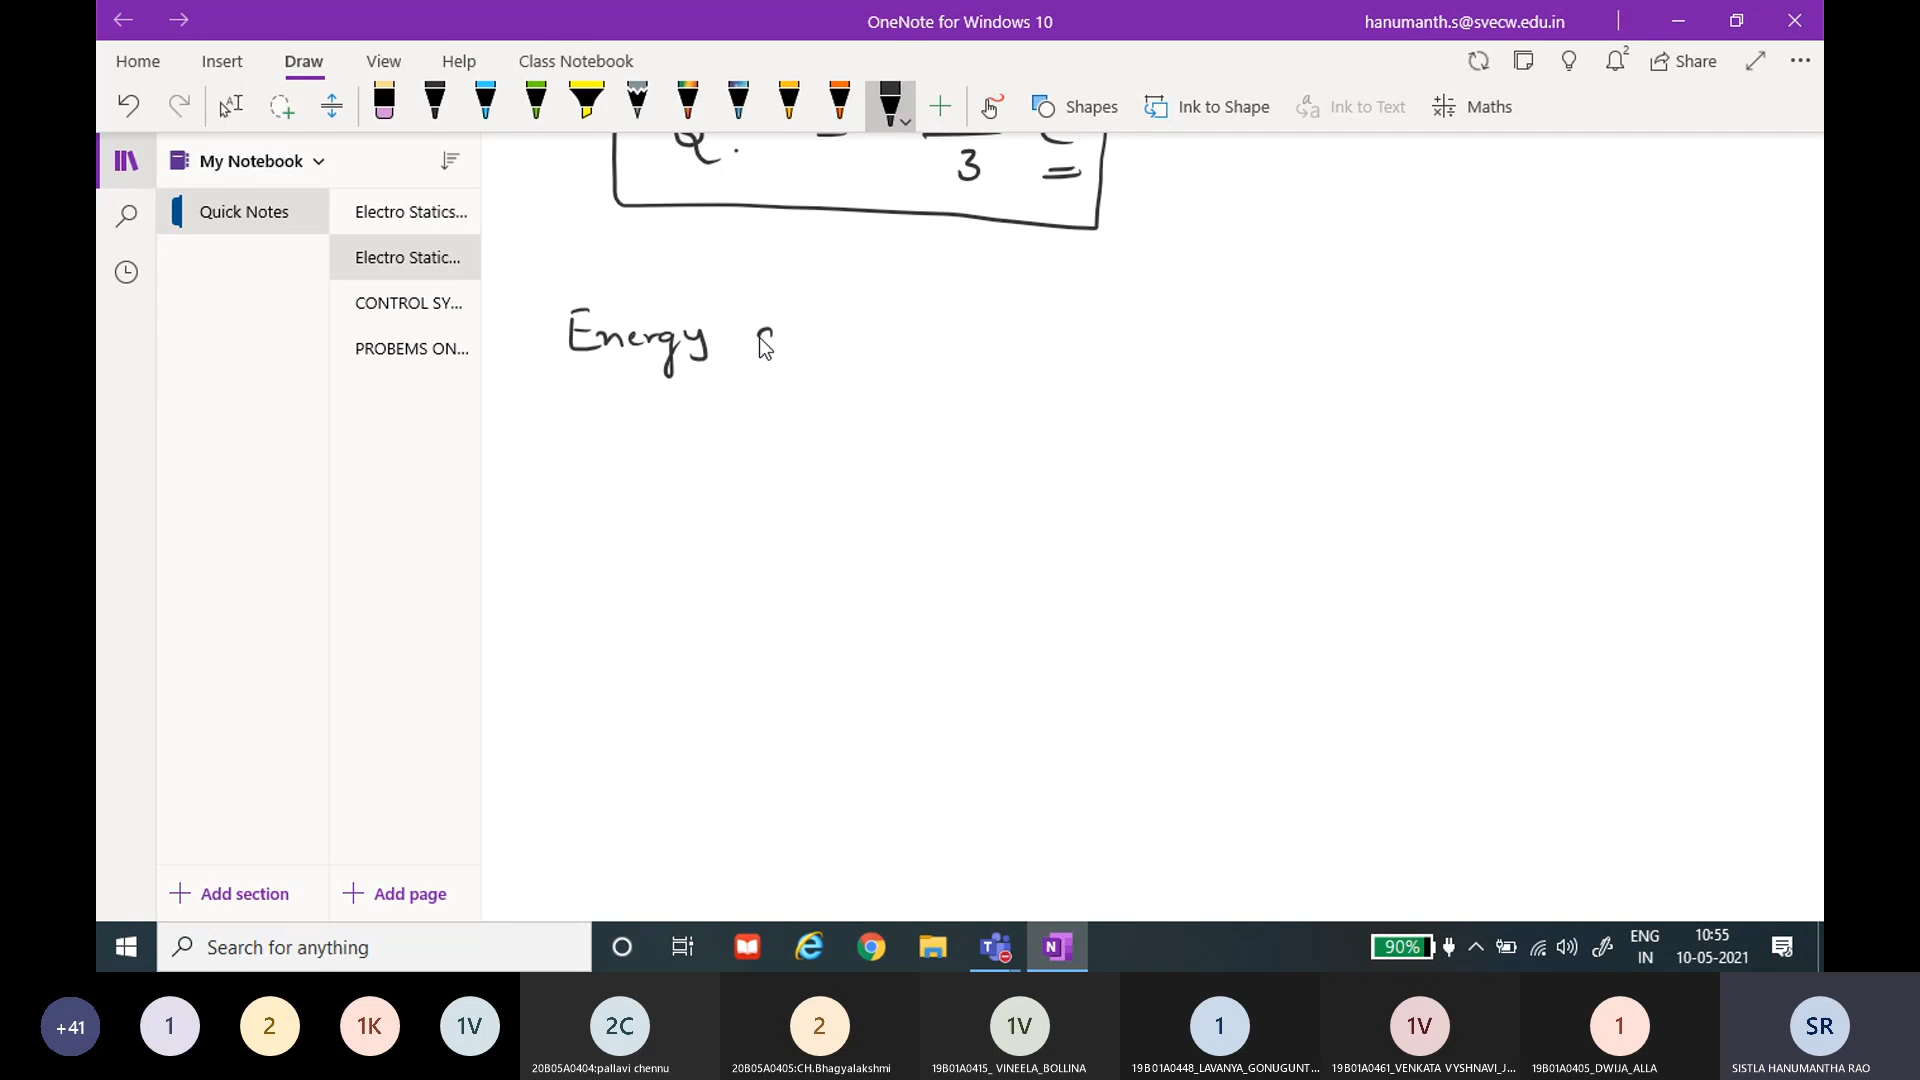 OneNote for Windows 10
hanumanth.s@svecw.edu.in
Home Insert Draw View Help Class Notebook
2 Share
Shapes Ink to Shape Ink to Text Maths
My Notebook
Quick Notes
Electro Statics...
Electro Static...
CONTROL SY...
PROBEMS ON...
Q. =
3
Energy
Add section
Add page
Search for anything
90%
ENG
IN
10:55
10-05-2021
+41 1 2 1K 1V 2C 2 1V 1 1V 1 SR
20B05A0404:pallavi chennu
20B05A0405:CH.Bhagyalakshmi
19B01A0415_ VINEELA_BOLLINA
19B01A0448_LAVANYA_GONUGUNT...
19B01A0461_VENKATA VYSHNAVI_J...
19B01A0405_DWIJA_ALLA
SISTLA HANUMANTHA RAO